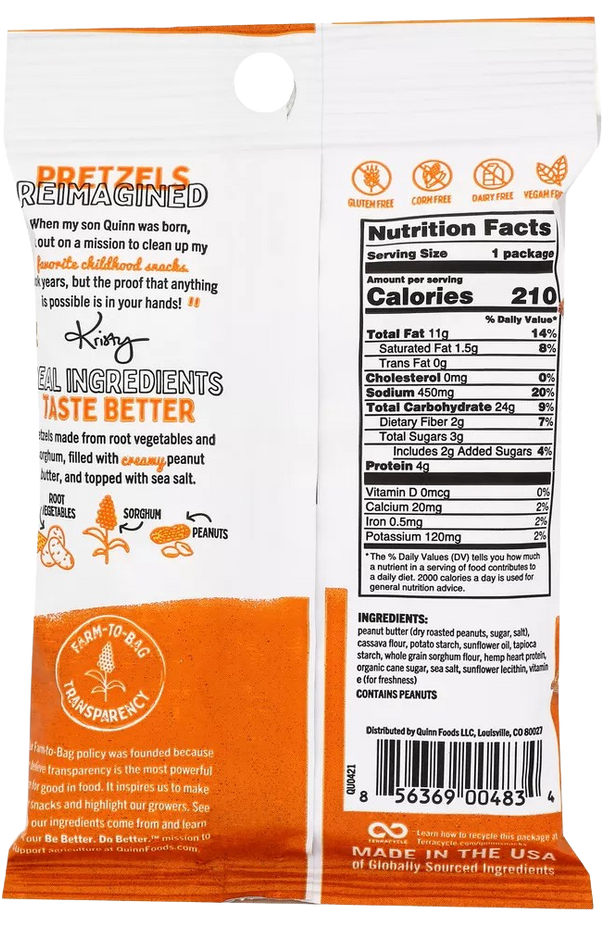 PRETZELS
REIMAGINED
When my son Quinn was born,
out on a mission to clean up my
favorite childhood snacks.
years, but the proof that anything
is possible is in your hands!
Kristy
EAL INGREDIENTS
TASTE BETTER
etzels made from root vegetables and
orghum, filled with creamy peanut
utter, and topped with sea salt.
ROOT
VEGETABLES
SORGHUM
PEANUTS
FARM-TO-BAG
TRANSPARENCY
Farm-to-Bag policy was founded because
believe transparency is the most powerful
for good in food. It inspires us to make
snacks and highlight our growers. See
our ingredients come from and learn
our Be Better. Do Better.™ mission to
upport agriculture at QuinnFoods.com.
GLUTEN FREE
CORN FREE
DAIRY FREE
VEGAN FR
Nutrition Facts
Serving Size 1 package
Amount per serving
Calories 210
% Daily Value*
Total Fat 11g 14%
Saturated Fat 1.5g 8%
Trans Fat 0g
Cholesterol 0mg 0%
Sodium 450mg 20%
Total Carbohydrate 24g 9%
Dietary Fiber 2g 7%
Total Sugars 3g
Includes 2g Added Sugars 4%
Protein 4g
Vitamin D 0mcg 0%
Calcium 20mg 2%
Iron 0.5mg 2%
Potassium 120mg 2%
*The % Daily Values (DV) tells you how much
a nutrient in a serving of food contributes to
a daily diet. 2000 calories a day is used for
general nutrition advice.
INGREDIENTS:
peanut butter (dry roasted peanuts, sugar, salt),
cassava flour, potato starch, sunflower oil, tapioca
starch, whole grain sorghum flour, hemp heart protein,
organic cane sugar, sea salt, sunflower lecithin, vitamin
e (for freshness)
CONTAINS PEANUTS
Distributed by Quinn Foods LLC, Louisville, CO 80027
QU0421
8 56369 00483 4
TERRACYCLE
Learn how to recycle this package at
Terracycle.com/quinnsnacks
MADE IN THE USA
of Globally Sourced Ingredients